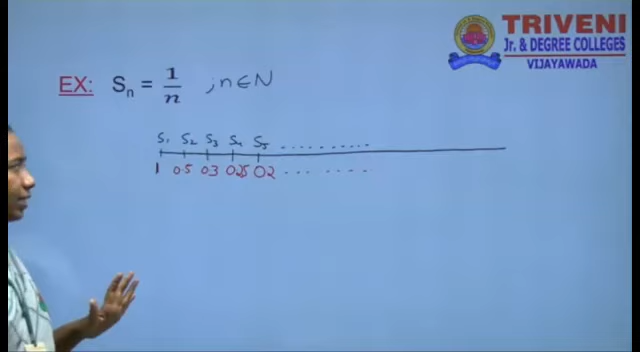 TRIVENI
Jr. & DEGREE COLLEGES
VIJAYAWADA
EX: Sn = 1/n ; n ∈ N
S1 S2 S3 S4 S5 ............
1 0.5 0.3 0.25 0.2 ... ......